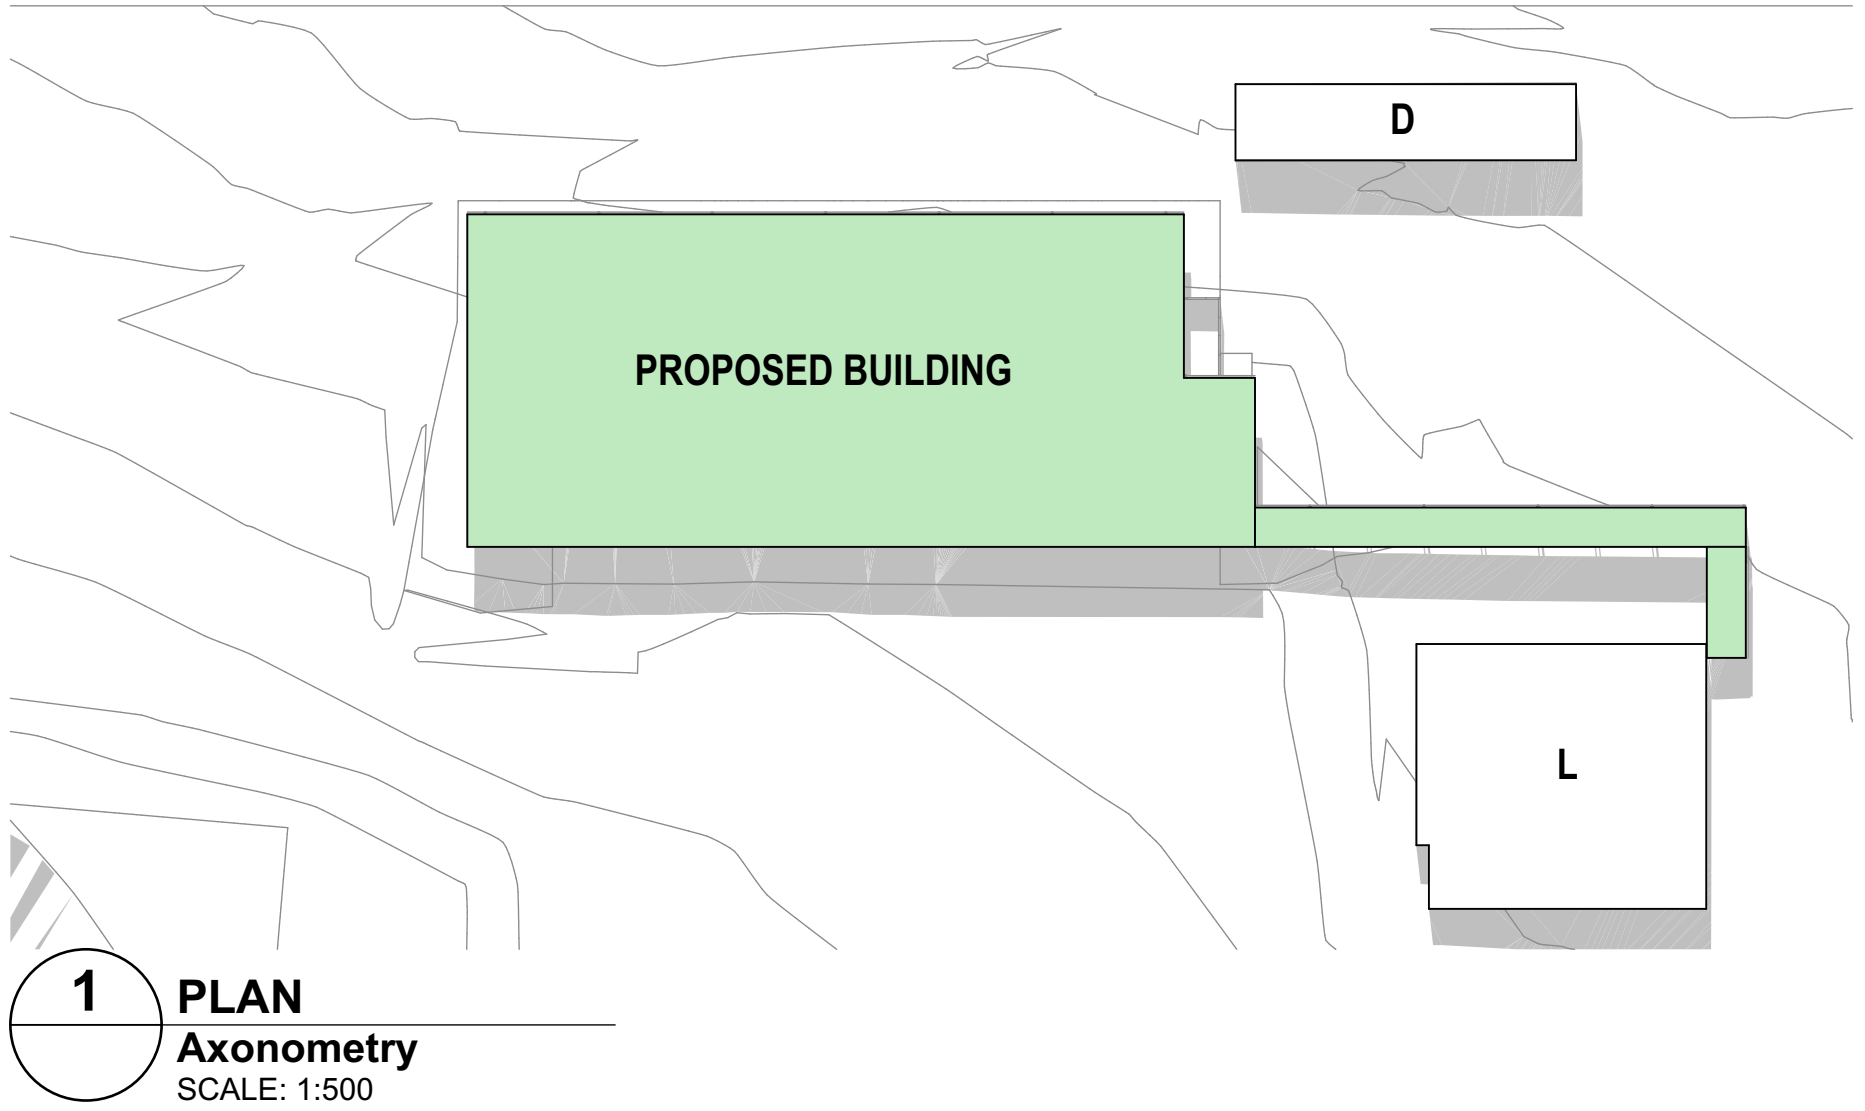 D
PROPOSED BUILDING
L
1
PLAN
Axonometry
SCALE: 1:500